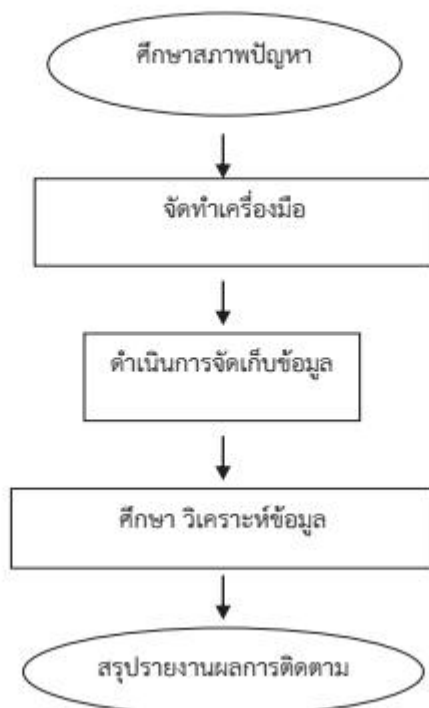 ศึกษาสภาพปัญหา
จัดทำเครื่องมือ
ดำเนินการจัดเก็บข้อมูล
ศึกษา วิเคราะห์ข้อมูล
สรุปรายงานผลการติดตาม